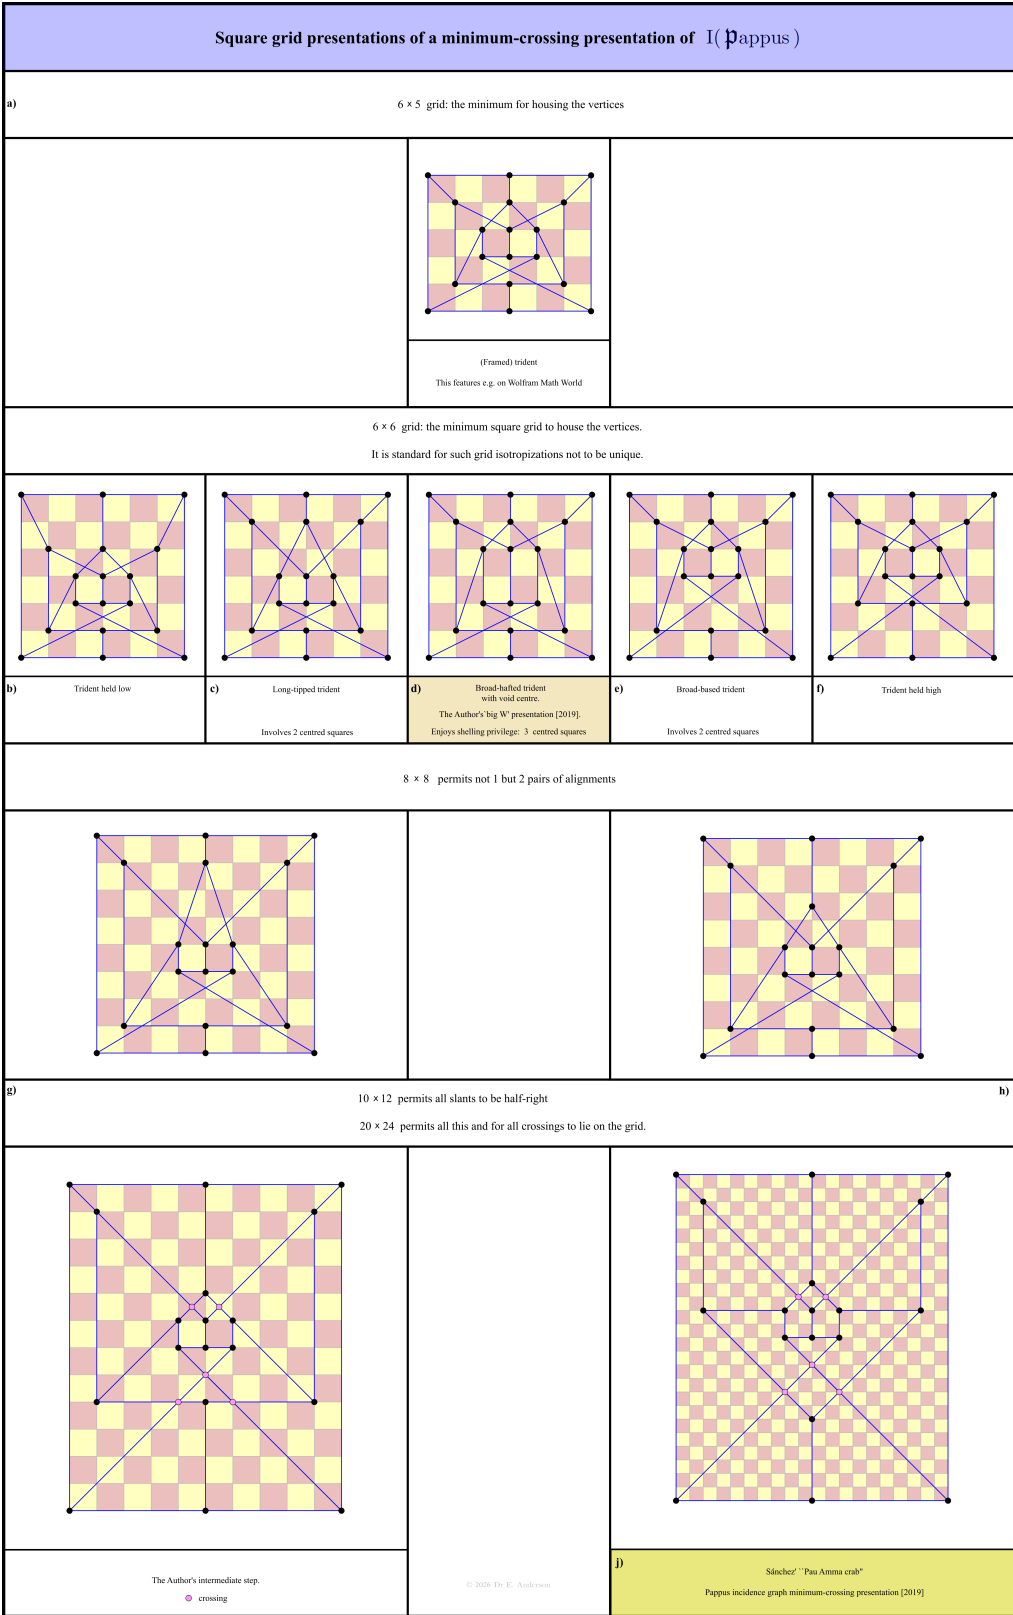 Square grid presentations of a minimum-crossing presentation of I( 𝕻appus )
a)
6 × 5 grid: the minimum for housing the vertices
(Framed) trident
This features e.g. on Wolfram Math World
6 × 6 grid: the minimum square grid to house the vertices.
It is standard for such grid isotropizations not to be unique.
b)
Trident held low
c)
Long-tipped trident
Involves 2 centred squares
d)
Broad-hafted trident
with void centre.
The Author's`big W' presentation [2019].
Enjoys shelling privilege: 3 centred squares
e)
Broad-based trident
Involves 2 centred squares
f)
Trident held high
8 × 8 permits not 1 but 2 pairs of alignments
g)
h)
10 × 12 permits all slants to be half-right
20 × 24 permits all this and for all crossings to lie on the grid.
The Author's intermediate step.
crossing
© 2026 Dr E. Anderson
j)
Sánchez' ``Pau Amma crab"
Pappus incidence graph minimum-crossing presentation [2019]